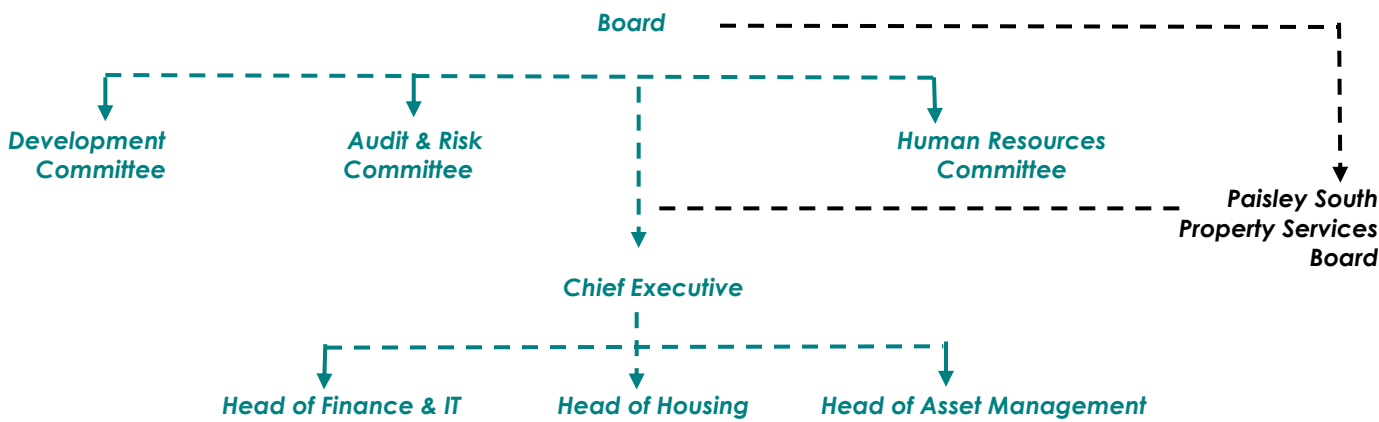 Board
Development
Committee
Audit & Risk
Committee
Human Resources
Committee
Paisley South
Property Services
Board
Chief Executive
Head of Finance & IT
Head of Housing
Head of Asset Management